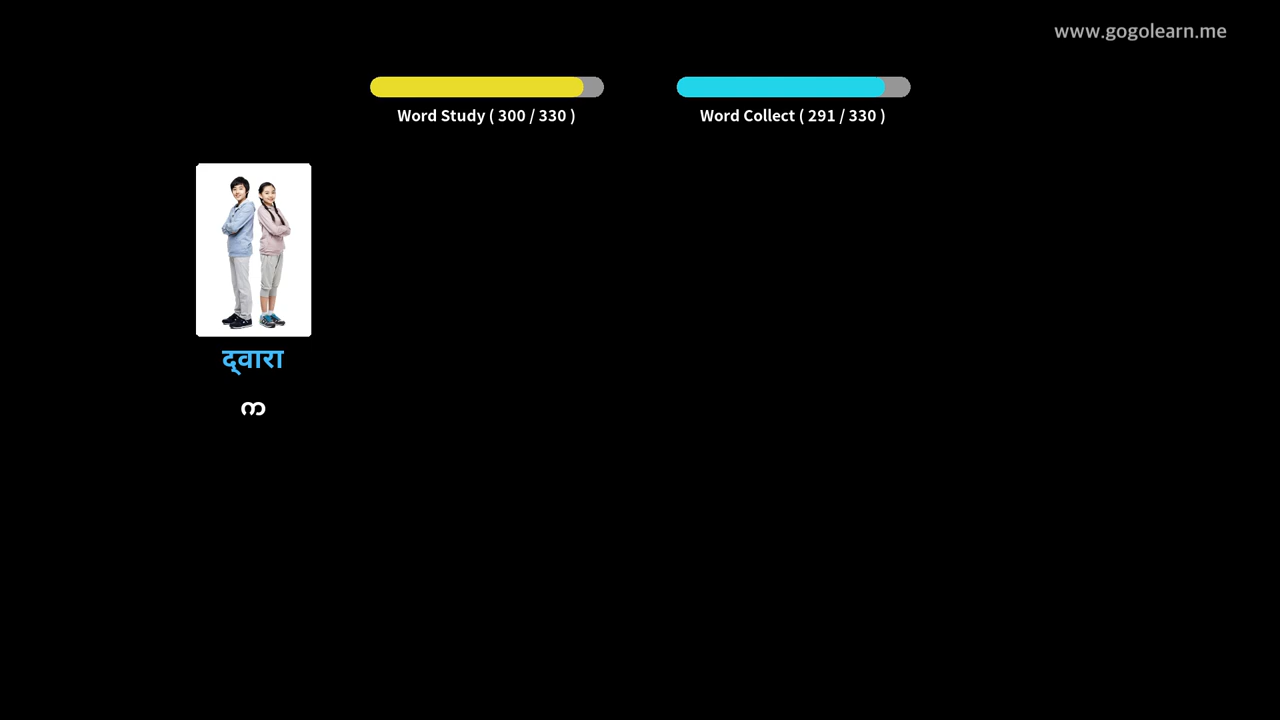 www.gogolearn.me
Word Study ( 300 / 330 )
Word Collect ( 291 / 330 )
द्वारा
က